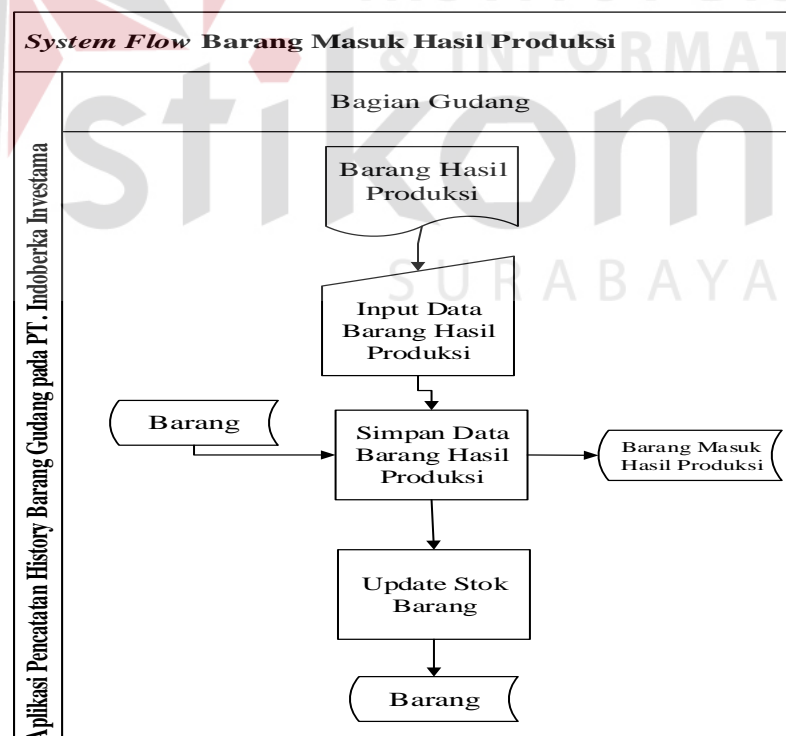 System Flow Barang Masuk Hasil Produksi
& INFORMAT
stikom
SURABAYA
Aplikasi Pencatatan History Barang Gudang pada PT. Indoberka Investama
Bagian Gudang
Barang Hasil
Produksi
Input Data
Barang Hasil
Produksi
Barang
Simpan Data
Barang Hasil
Produksi
Barang Masuk
Hasil Produksi
Update Stok
Barang
Barang